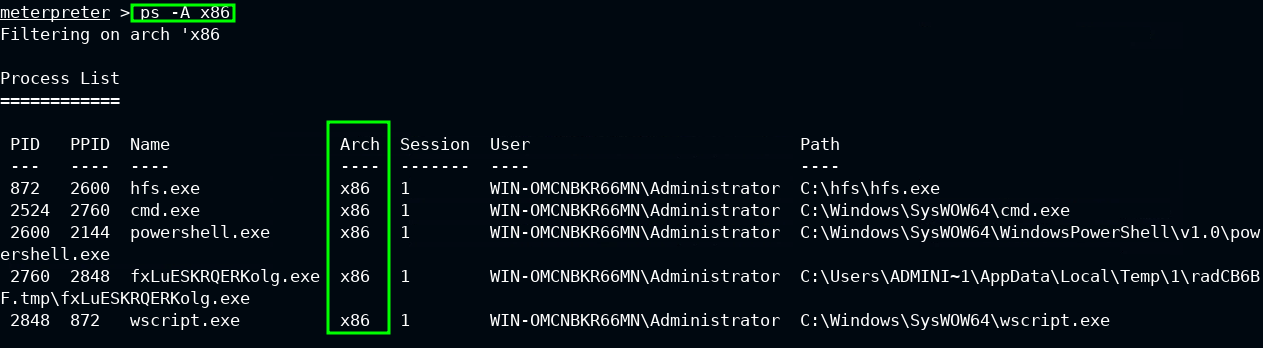 meterpreter > ps -A x86
Filtering on arch 'x86

Process List
============

 PID   PPID  Name                 Arch  Session  User                           Path
 ---   ----  ----                 ----  -------  ----                           ----
 872   2600  hfs.exe              x86   1        WIN-OMCNBKR66MN\Administrator  C:\hfs\hfs.exe
 2524  2760  cmd.exe              x86   1        WIN-OMCNBKR66MN\Administrator  C:\Windows\SysWOW64\cmd.exe
 2600  2144  powershell.exe       x86   1        WIN-OMCNBKR66MN\Administrator  C:\Windows\SysWOW64\WindowsPowerShell\v1.0\pow
ershell.exe
 2760  2848  fxLuESKRQERKolg.exe  x86   1        WIN-OMCNBKR66MN\Administrator  C:\Users\ADMINI~1\AppData\Local\Temp\1\radCB6B
F.tmp\fxLuESKRQERKolg.exe
 2848  872   wscript.exe          x86   1        WIN-OMCNBKR66MN\Administrator  C:\Windows\SysWOW64\wscript.exe